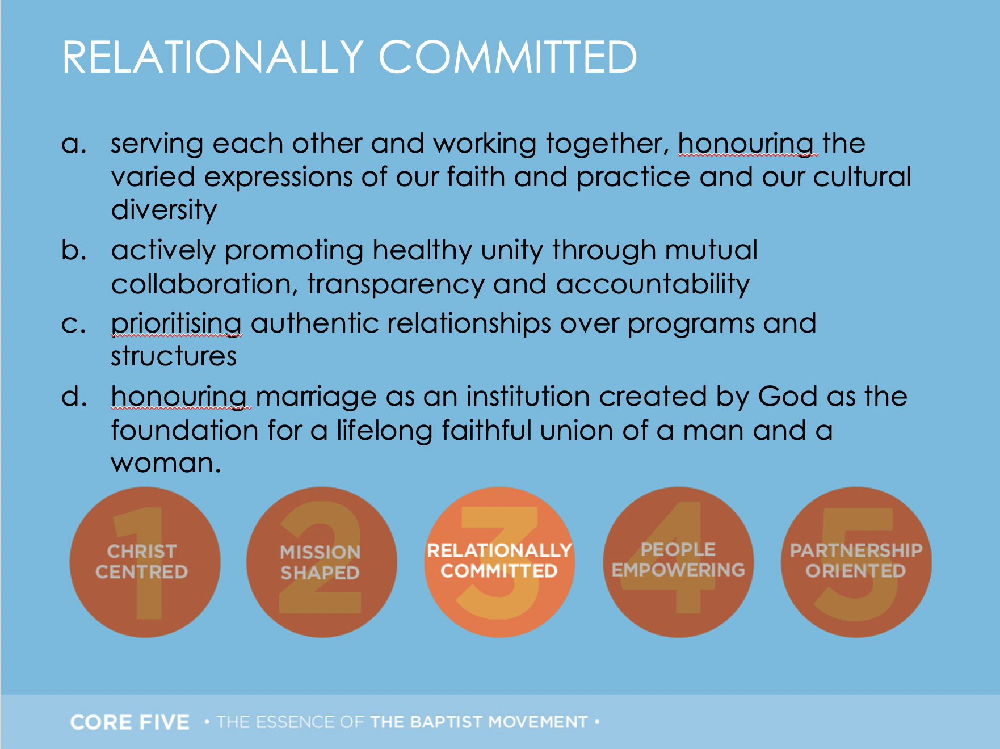 RELATIONALLY COMMITTED
a. serving each other and working together, honouring the
varied expressions of our faith and practice and our cultural
diversity
b. actively promoting healthy unity through mutual
collaboration, transparency and accountability
c. prioritising authentic relationships over programs and
structures
d. honouring marriage as an institution created by God as the
foundation for a lifelong faithful union of a man and a
woman.
1
CHRIST
CENTRED
2
MISSION
SHAPED
3
RELATIONALLY
COMMITTED
4
PEOPLE
EMPOWERING
5
PARTNERSHIP
ORIENTED
CORE FIVE • THE ESSENCE OF THE BAPTIST MOVEMENT •